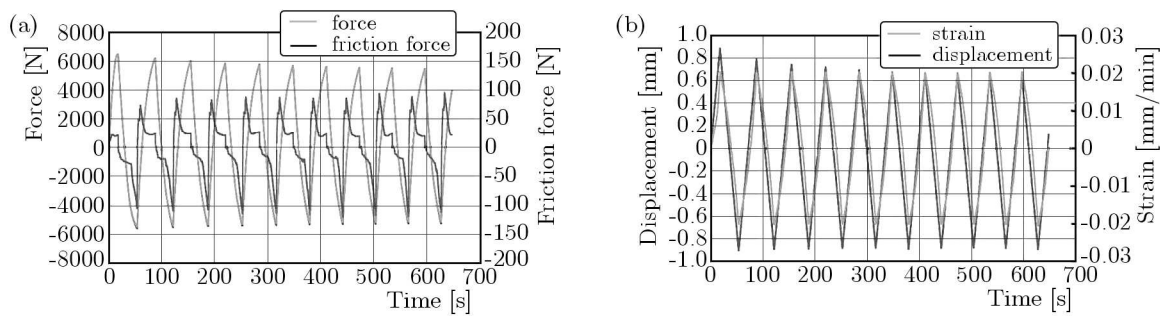 (a)
Force [N]
8000
6000
4000
2000
0
-2000
-4000
-6000
-8000
force
friction force
200
150
100
50
0
-50
-100
-150
-200
Friction force [N]
0 100 200 300 400 500 600 700
Time [s]
(b)
Displacement [mm]
1.0
0.8
0.6
0.4
0.2
0
-0.2
-0.4
-0.6
-0.8
-1.0
strain
displacement
0.03
0.02
0.01
0
-0.01
-0.02
-0.03
Strain [mm/min]
0 100 200 300 400 500 600 700
Time [s]